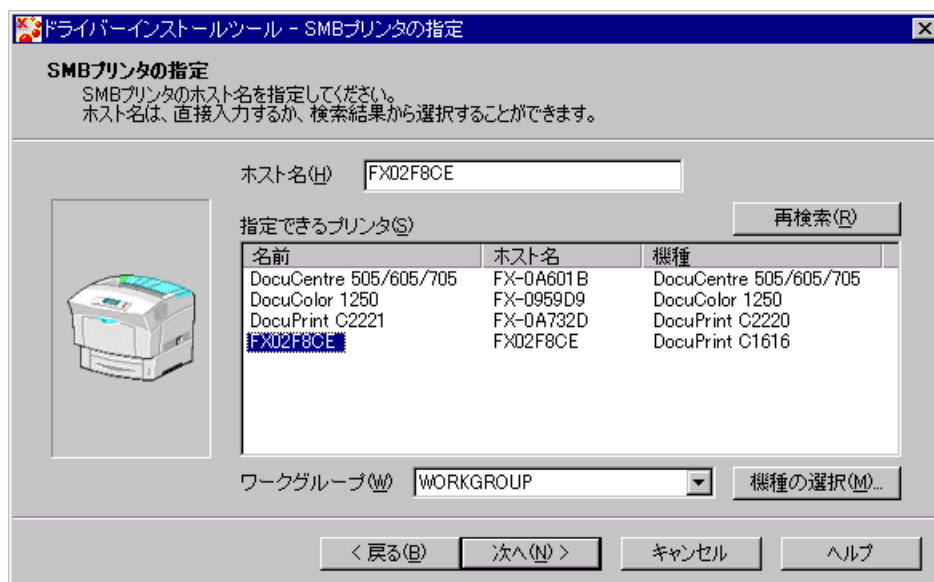 ドライバーインストールツール - SMBプリンタの指定
SMBプリンタの指定
SMBプリンタのホスト名を指定してください。
ホスト名は、直接入力するか、検索結果から選択することができます。
ホスト名(H) FX02F8CE
指定できるプリンタ(S) 再検索(R)
名前 ホスト名 機種
DocuCentre 505/605/705 FX-0A601B DocuCentre 505/605/705
DocuColor 1250 FX-0959D9 DocuColor 1250
DocuPrint C2221 FX-0A732D DocuPrint C2220
FX02F8CE FX02F8CE DocuPrint C1616
ワークグループ(W) WORKGROUP 機種の選択(M)...
< 戻る(B) 次へ(N) > キャンセル ヘルプ